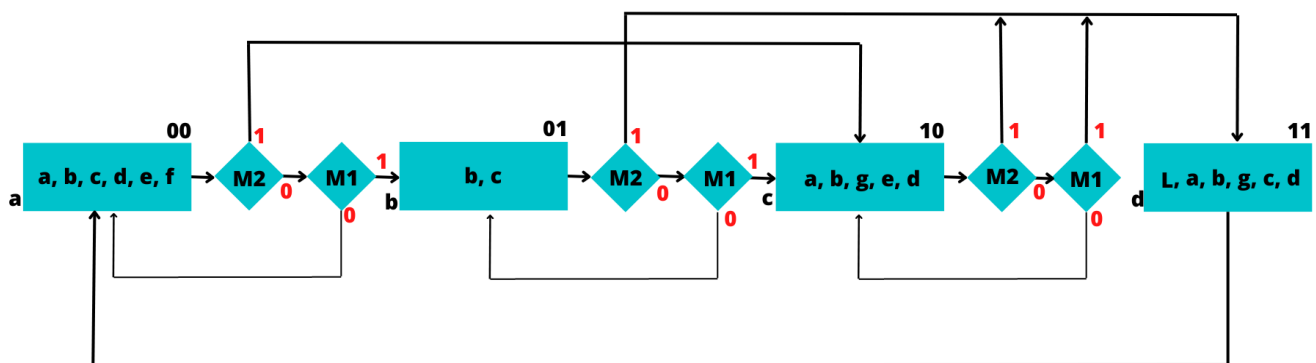 00
01
10
11
1
1
1
1
a, b, c, d, e, f
M2
0
M1
1
b, c
M2
0
M1
1
a, b, g, e, d
M2
0
M1
L, a, b, g, c, d
a
0
b
0
c
0
d